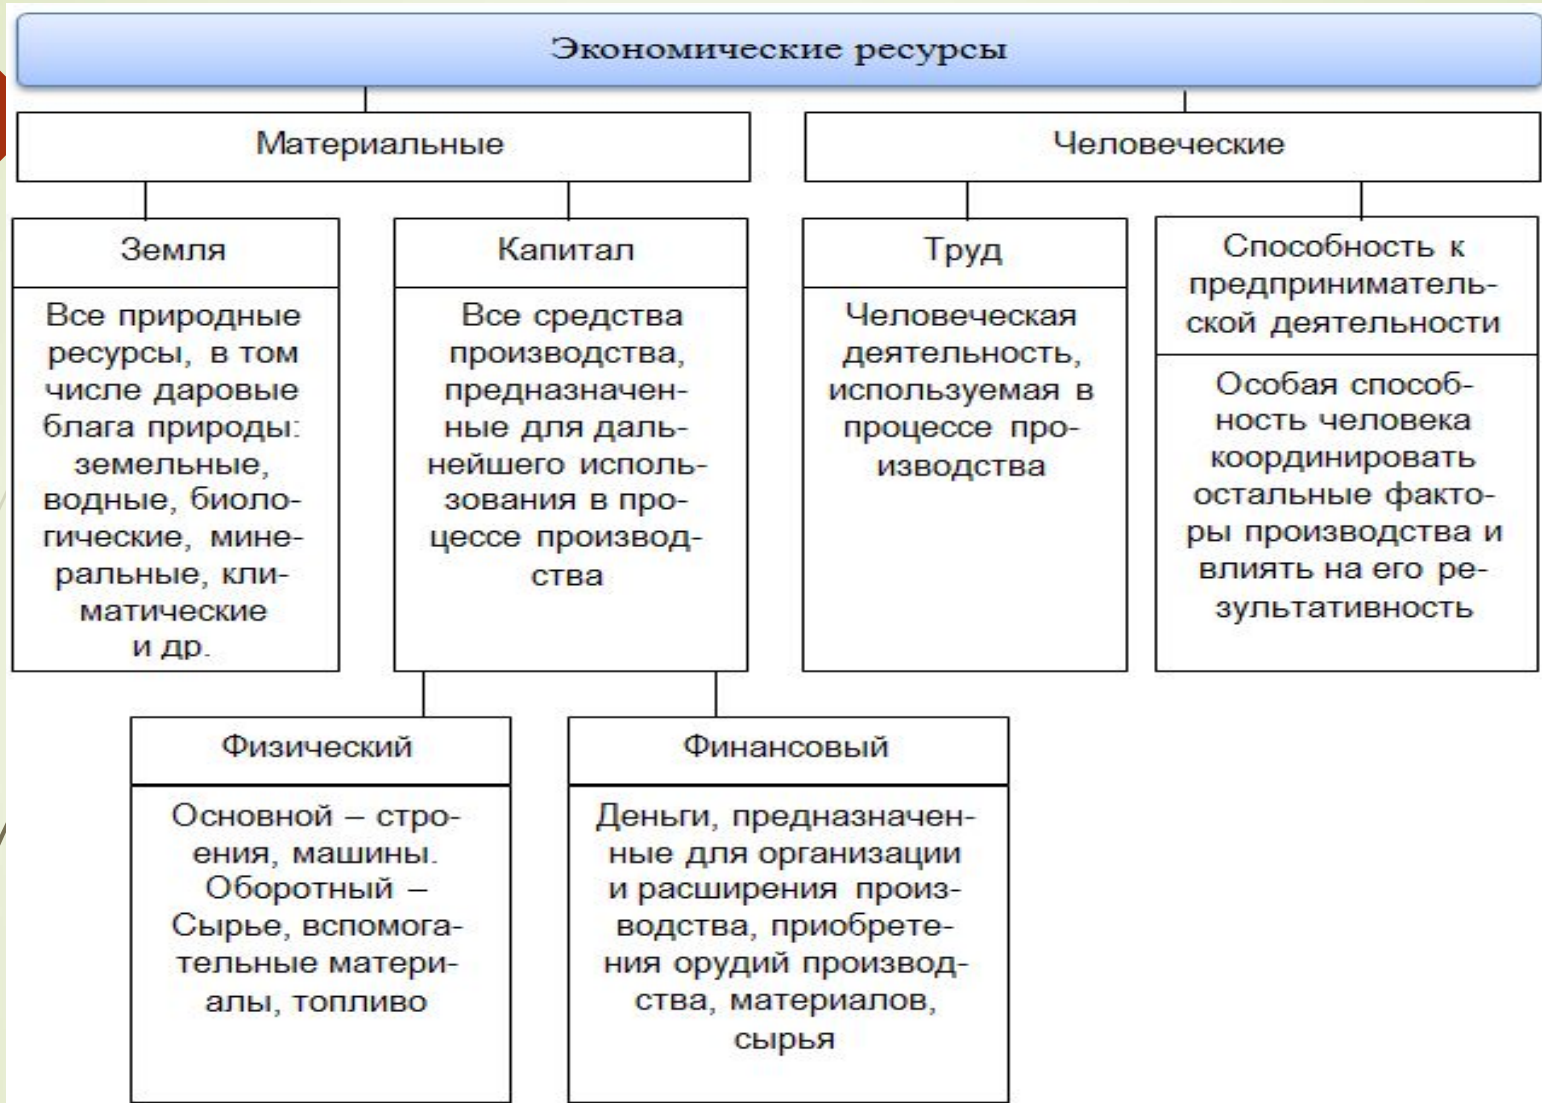 Экономические ресурсы
Материальные
Человеческие
Земля
Все природные
ресурсы, в том
числе даровые
блага природы:
земельные,
водные, биоло-
гические, мине-
ральные, кли-
матические
и др.
Капитал
Все средства
производства,
предназначен-
ные для даль-
нейшего исполь-
зования в про-
цессе производ-
ства
Труд
Человеческая
деятельность,
используемая в
процессе про-
изводства
Способность к
предприниматель-
ской деятельности
Особая способ-
ность человека
координировать
остальные факто-
ры производства и
влиять на его ре-
зультативность
Физический
Основной – стро-
ения, машины.
Оборотный –
Сырье, вспомога-
тельные матери-
алы, топливо
Финансовый
Деньги, предназначен-
ные для организации
и расширения произ-
водства, приобрете-
ния орудий производ-
ства, материалов,
сырья